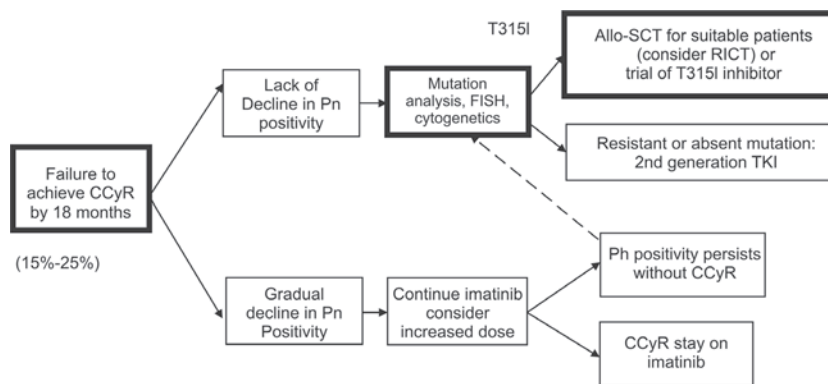 T315I
Allo-SCT for suitable patients
(consider RICT) or
trial of T315I inhibitor
Lack of
Decline in Pn
positivity
Mutation
analysis, FISH,
cytogenetics
Resistant or absent mutation:
2nd generation TKI
Failure to
achieve CCyR
by 18 months
(15%-25%)
Ph positivity persists
without CCyR
Gradual
decline in Pn
Positivity
Continue imatinib
consider
increased dose
CCyR stay on
imatinib